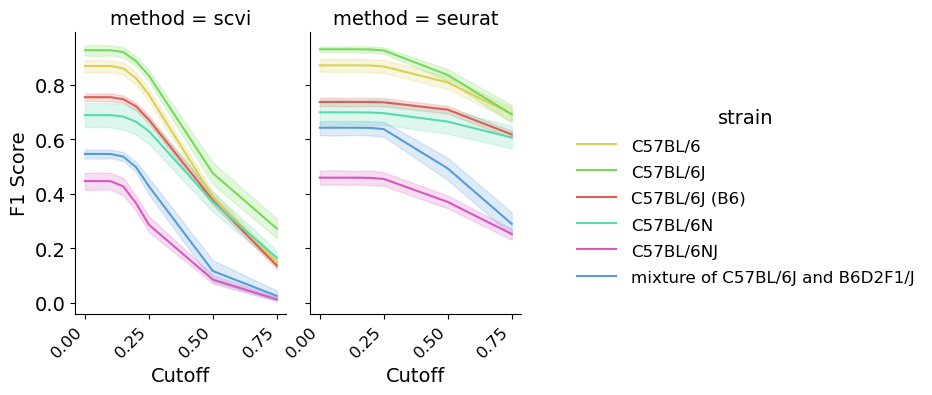 method = scvi
method = seurat
F1 Score
0.8
0.6
0.4
0.2
0.0
0.00
0.25
0.50
0.75
0.00
0.25
0.50
0.75
Cutoff
Cutoff
strain
C57BL/6
C57BL/6J
C57BL/6J (B6)
C57BL/6N
C57BL/6NJ
mixture of C57BL/6J and B6D2F1/J